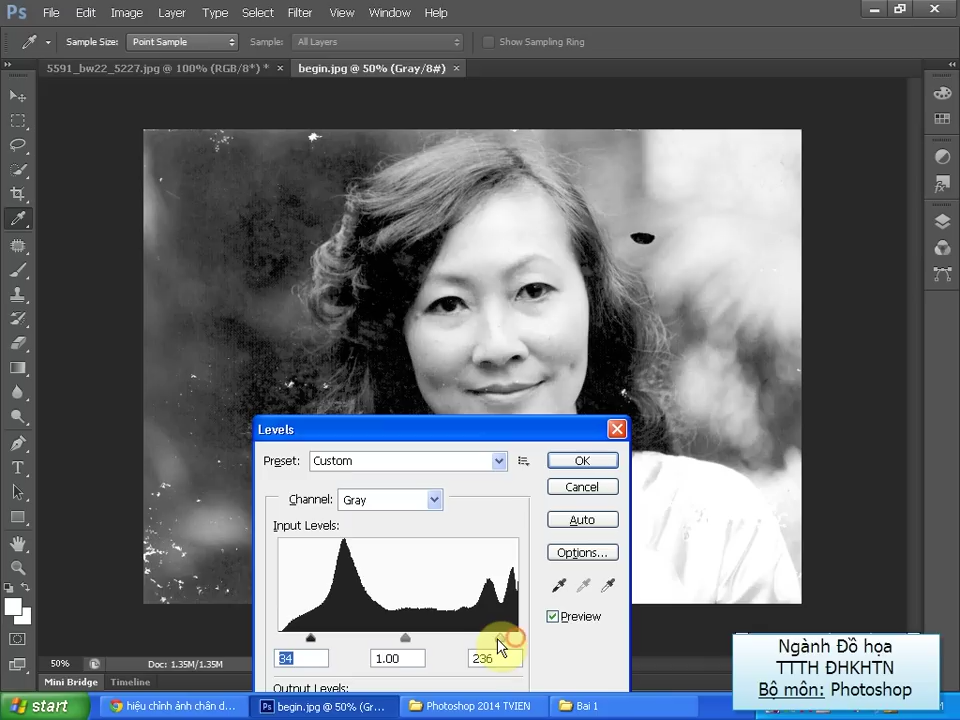 Ps File Edit Image Layer Type Select Filter View Window Help
Sample Size: Point Sample Sample: All Layers Show Sampling Ring
5591_bw22_5227.jpg @ 100% (RGB/8*) * × begin.jpg @ 50% (Gray/8#) ×
Levels
Preset: Custom OK
Cancel
Channel: Gray
Auto
Input Levels:
Options...
Preview
34 1.00 236
Output Levels:
50% Doc: 1.35M/1.35M
Mini Bridge Timeline
Ngành Đồ họa
TTTH ĐHKHTN
Bộ môn: Photoshop
start hiệu chỉnh ảnh chân d... Ps begin.jpg @ 50% (Gr... Photoshop 2014 TVIEN Bai 1